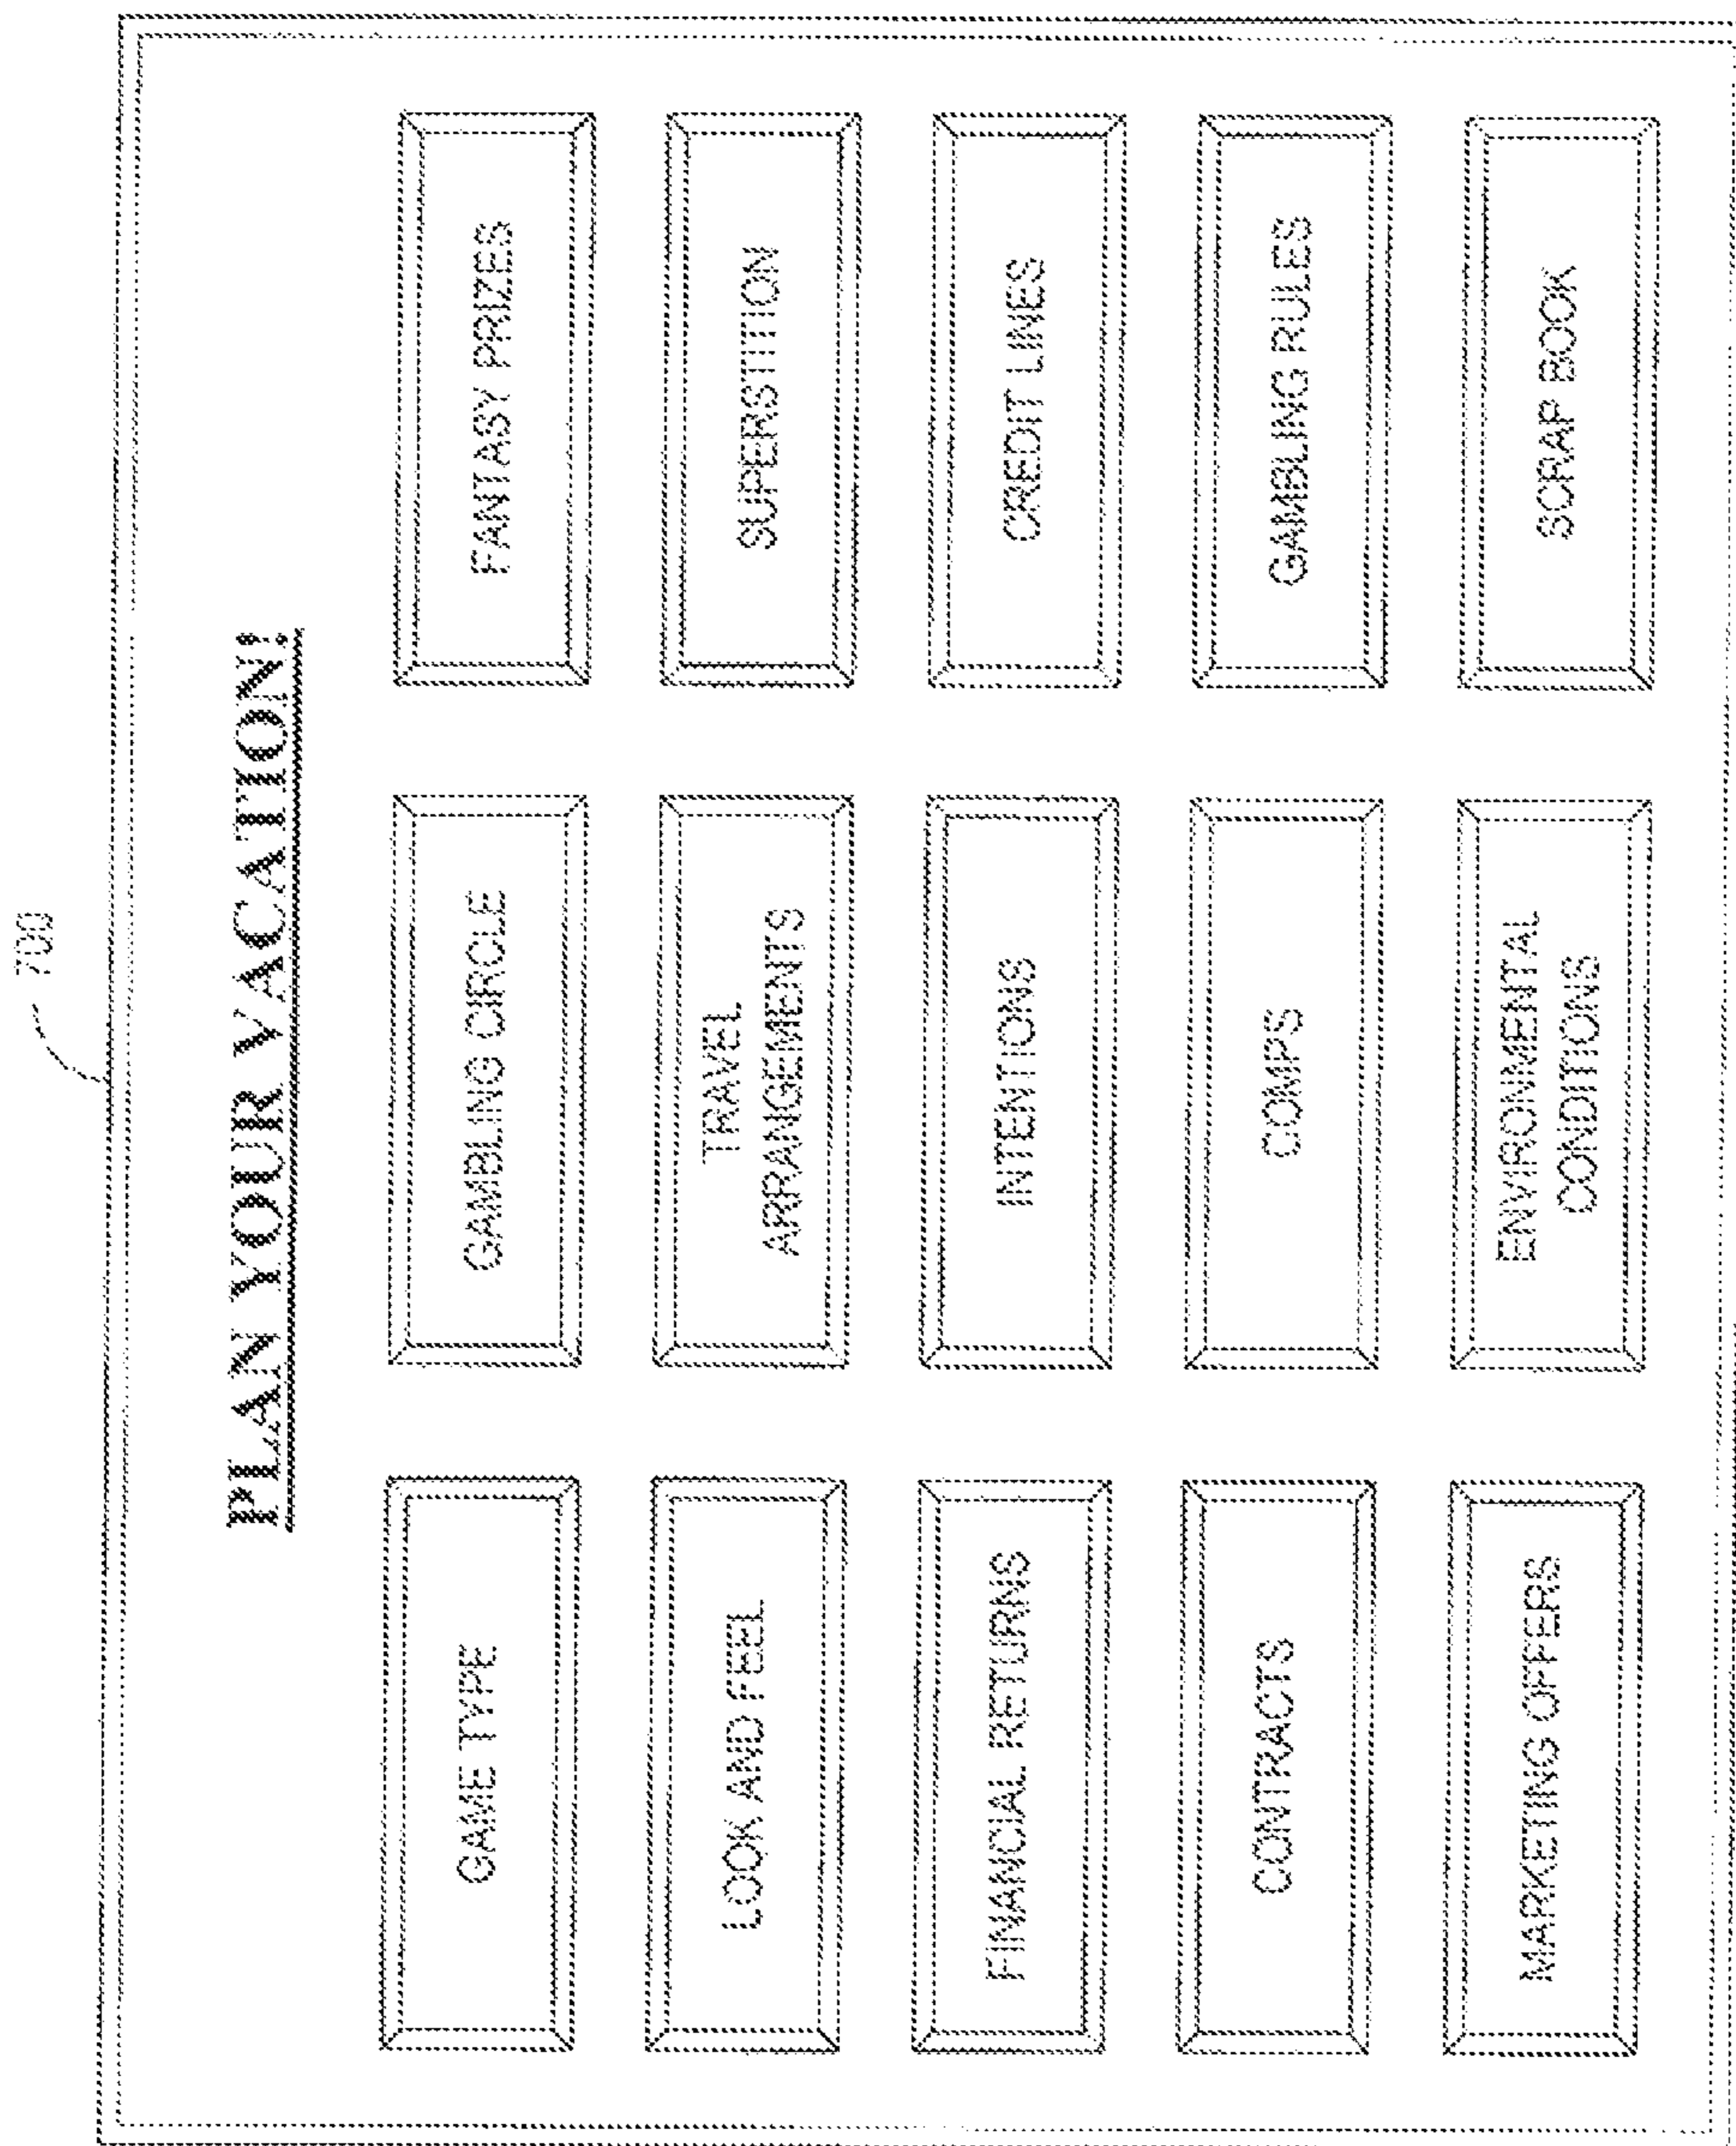 700
PLAN YOUR VACATION!
GAME TYPE
GAMBLING CIRCLE
FANTASY PRIZES
LOOK AND FEEL
TRAVEL
ARRANGEMENTS
SUPERSTITION
FINANCIAL RETURNS
INTENTIONS
CREDIT LINES
CONTRACTS
COMPS
GAMBLING RULES
MARKETING OFFERS
ENVIRONMENTAL
CONDITIONS
SCRAP BOOK